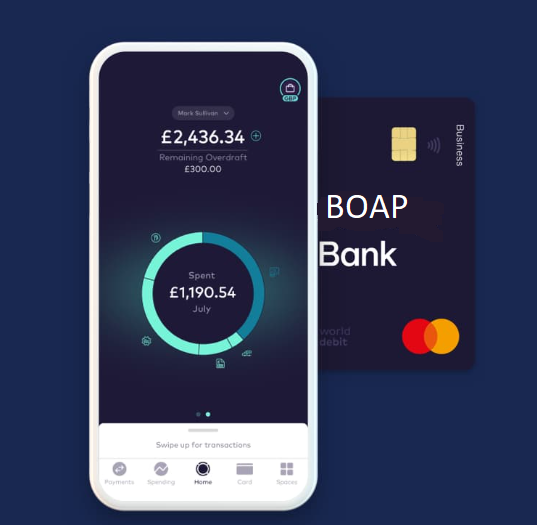 GBP
Mark Sullivan
£2,436.34
Remaining Overdraft
£300.00
Spent
£1,190.54
July
Swipe up for transactions
Payments
Spending
Home
Card
Spaces
Business
BOAP
Bank
world
debit